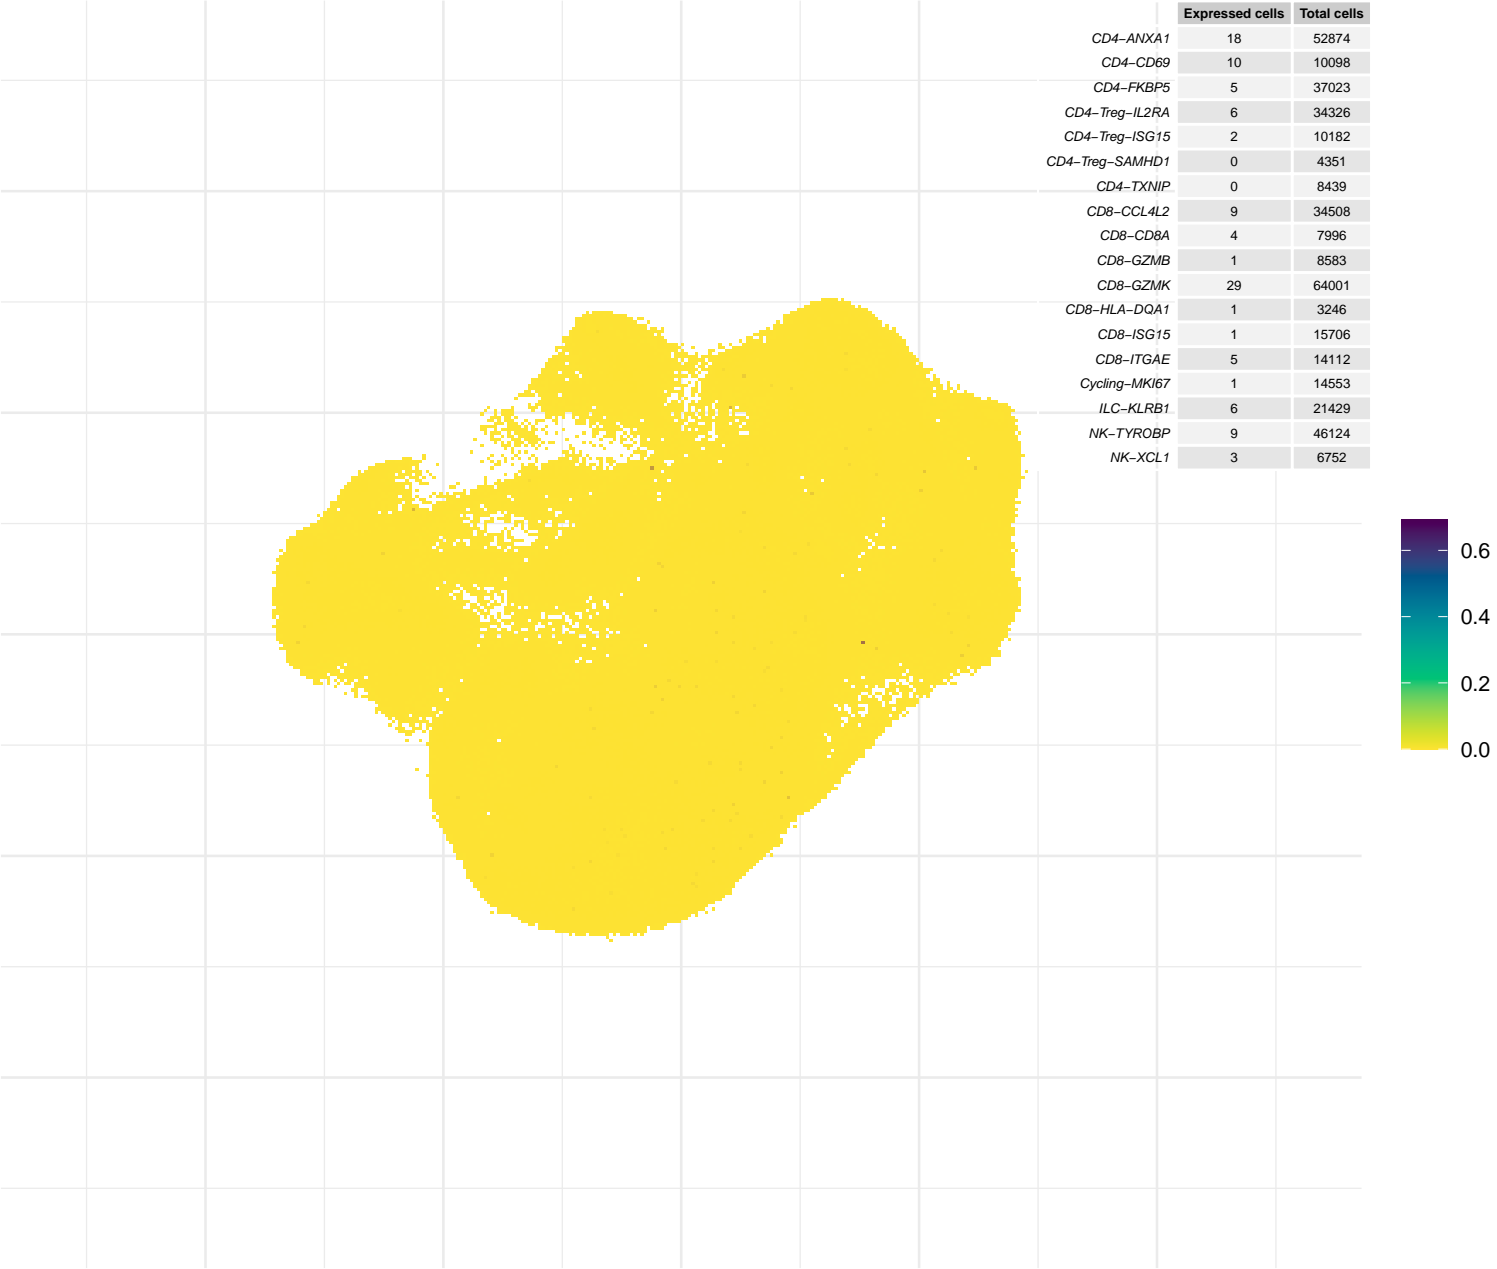 Expressed cells Total cells
CD4−ANXA1 18 52874
CD4−CD69 10 10098
CD4−FKBP5 5 37023
CD4−Treg−IL2RA 6 34326
CD4−Treg−ISG15 2 10182
CD4−Treg−SAMHD1 0 4351
CD4−TXNIP 0 8439
CD8−CCL4L2 9 34508
CD8−CD8A 4 7996
CD8−GZMB 1 8583
CD8−GZMK 29 64001
CD8−HLA−DQA1 1 3246
CD8−ISG15 1 15706
CD8−ITGAE 5 14112
Cycling−MKI67 1 14553
ILC−KLRB1 6 21429
NK−TYROBP 9 46124
NK−XCL1 3 6752
0.6
0.4
0.2
0.0